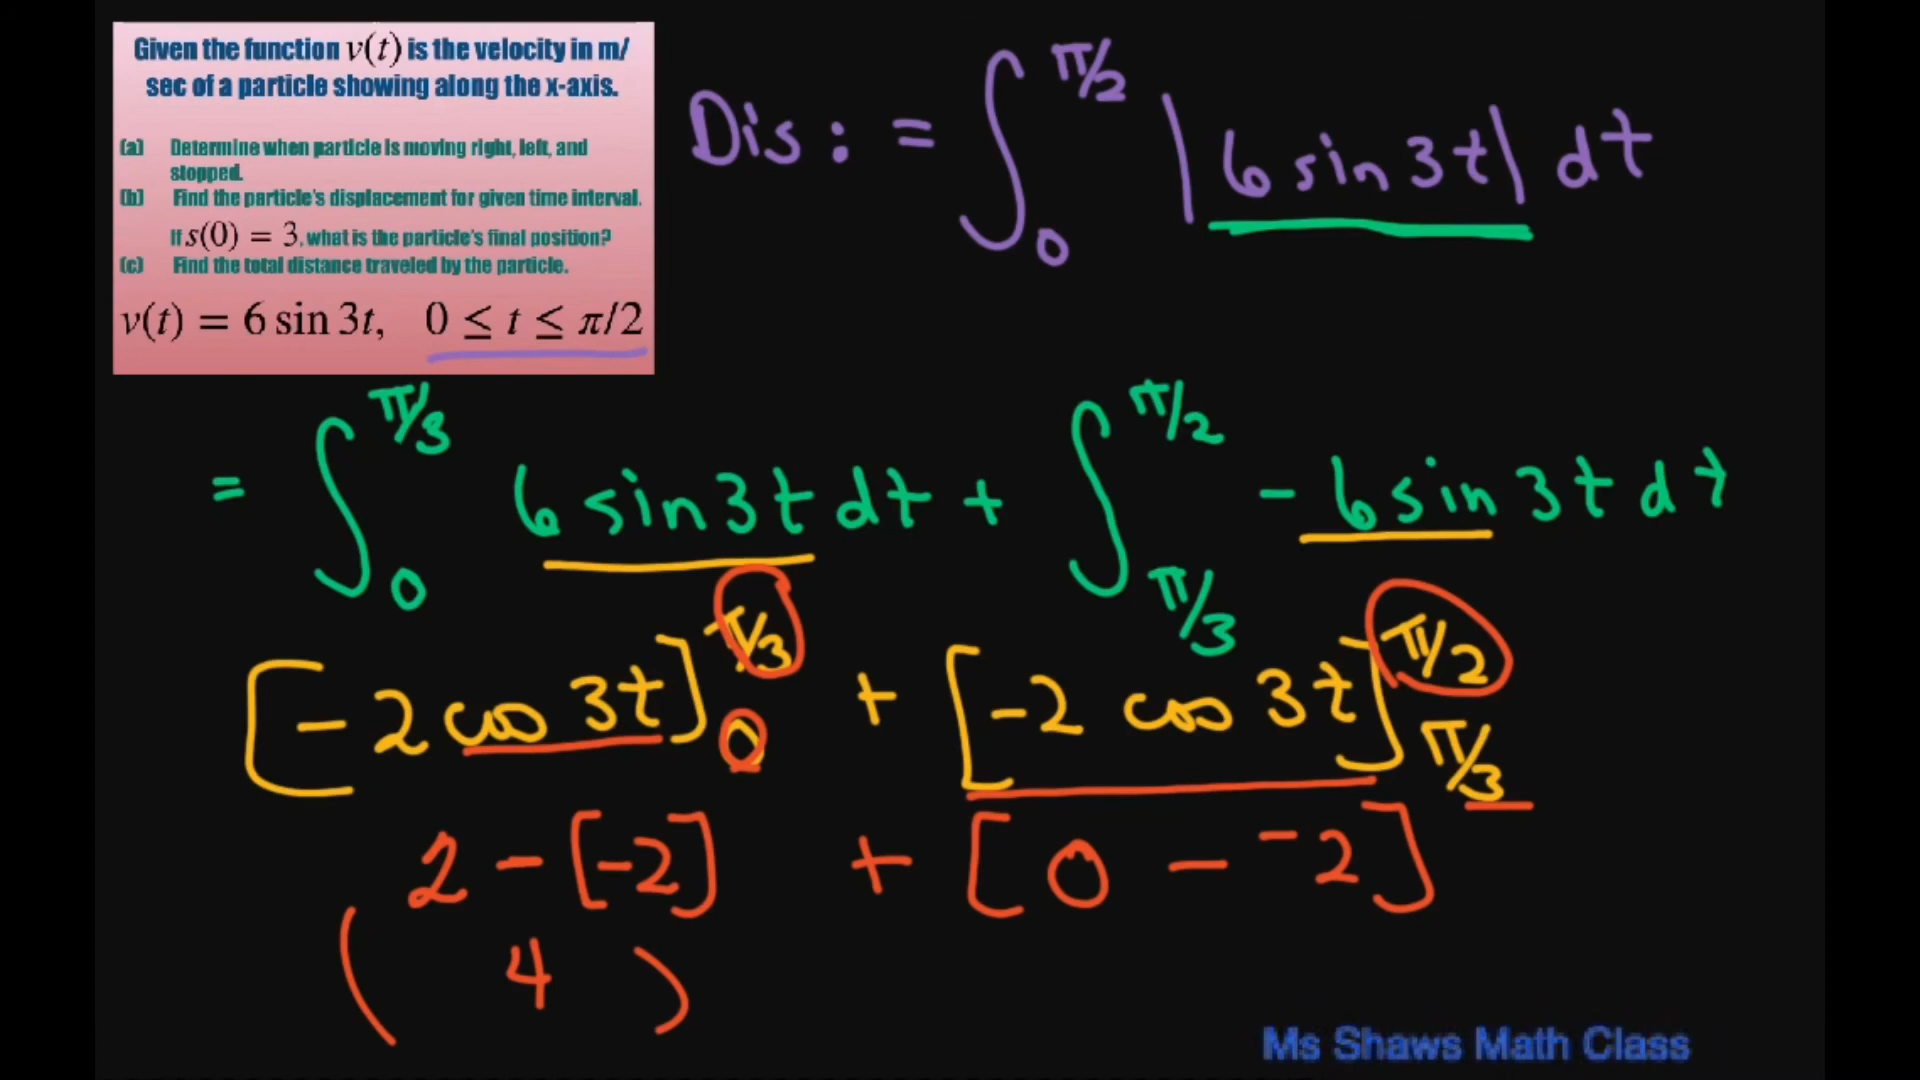 Given the function v(t) is the velocity in m/
sec of a particle showing along the x-axis.
(a) Determine when particle is moving right, left, and
stopped.
(b) Find the particle's displacement for given time interval.
If s(0) = 3, what is the particle's final position?
(c) Find the total distance traveled by the particle.
v(t) = 6 sin 3t, 0 ≤ t ≤ π/2
Dis: = ∫₀^π/2 |6 sin 3t| dt
= ∫₀^π/3 6 sin 3t dt + ∫_π/3^π/2 - 6 sin 3t dt
[- 2 cos 3t]₀^π/3 + [-2 cos 3t]_π/3^π/2
2 - [-2] + [0 - ⁻2]
( 4 )
Ms Shaws Math Class